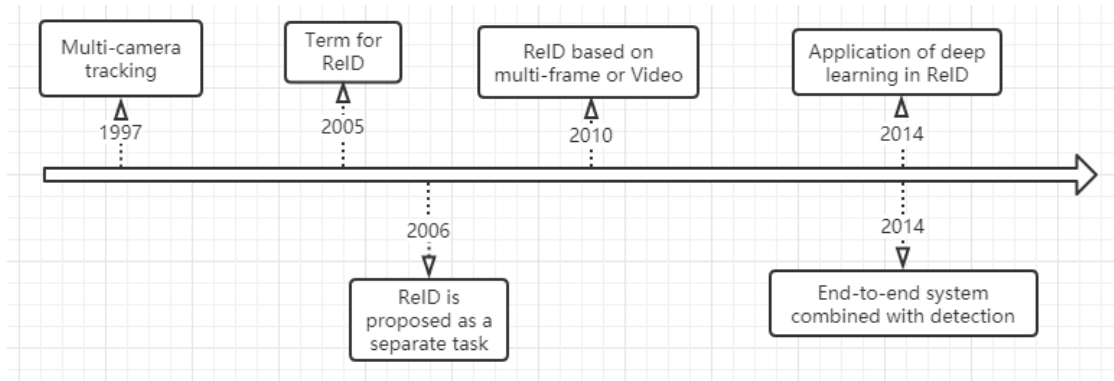 Multi-camera
tracking
Term for
ReID
ReID based on
multi-frame or Video
Application of deep
learning in ReID
1997
2005
2010
2014
2006
2014
ReID is
proposed as a
separate task
End-to-end system
combined with detection